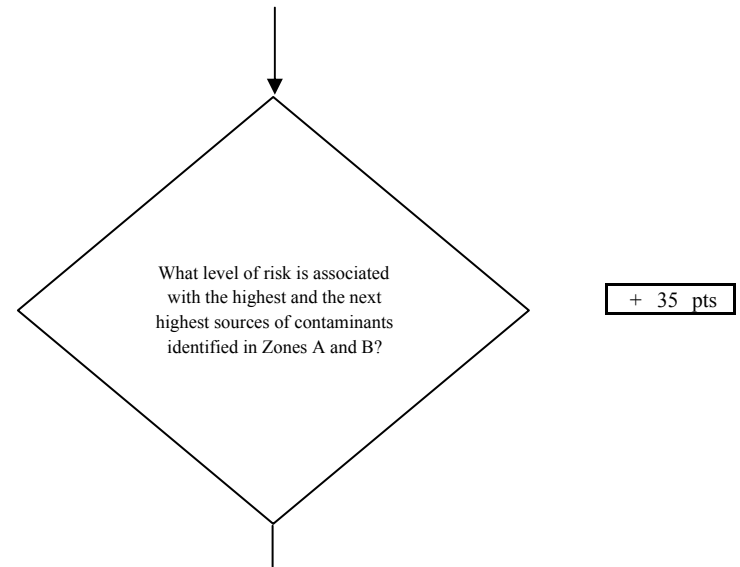 What level of risk is associated
with the highest and the next
highest sources of contaminants
identified in Zones A and B?
+ 35 pts